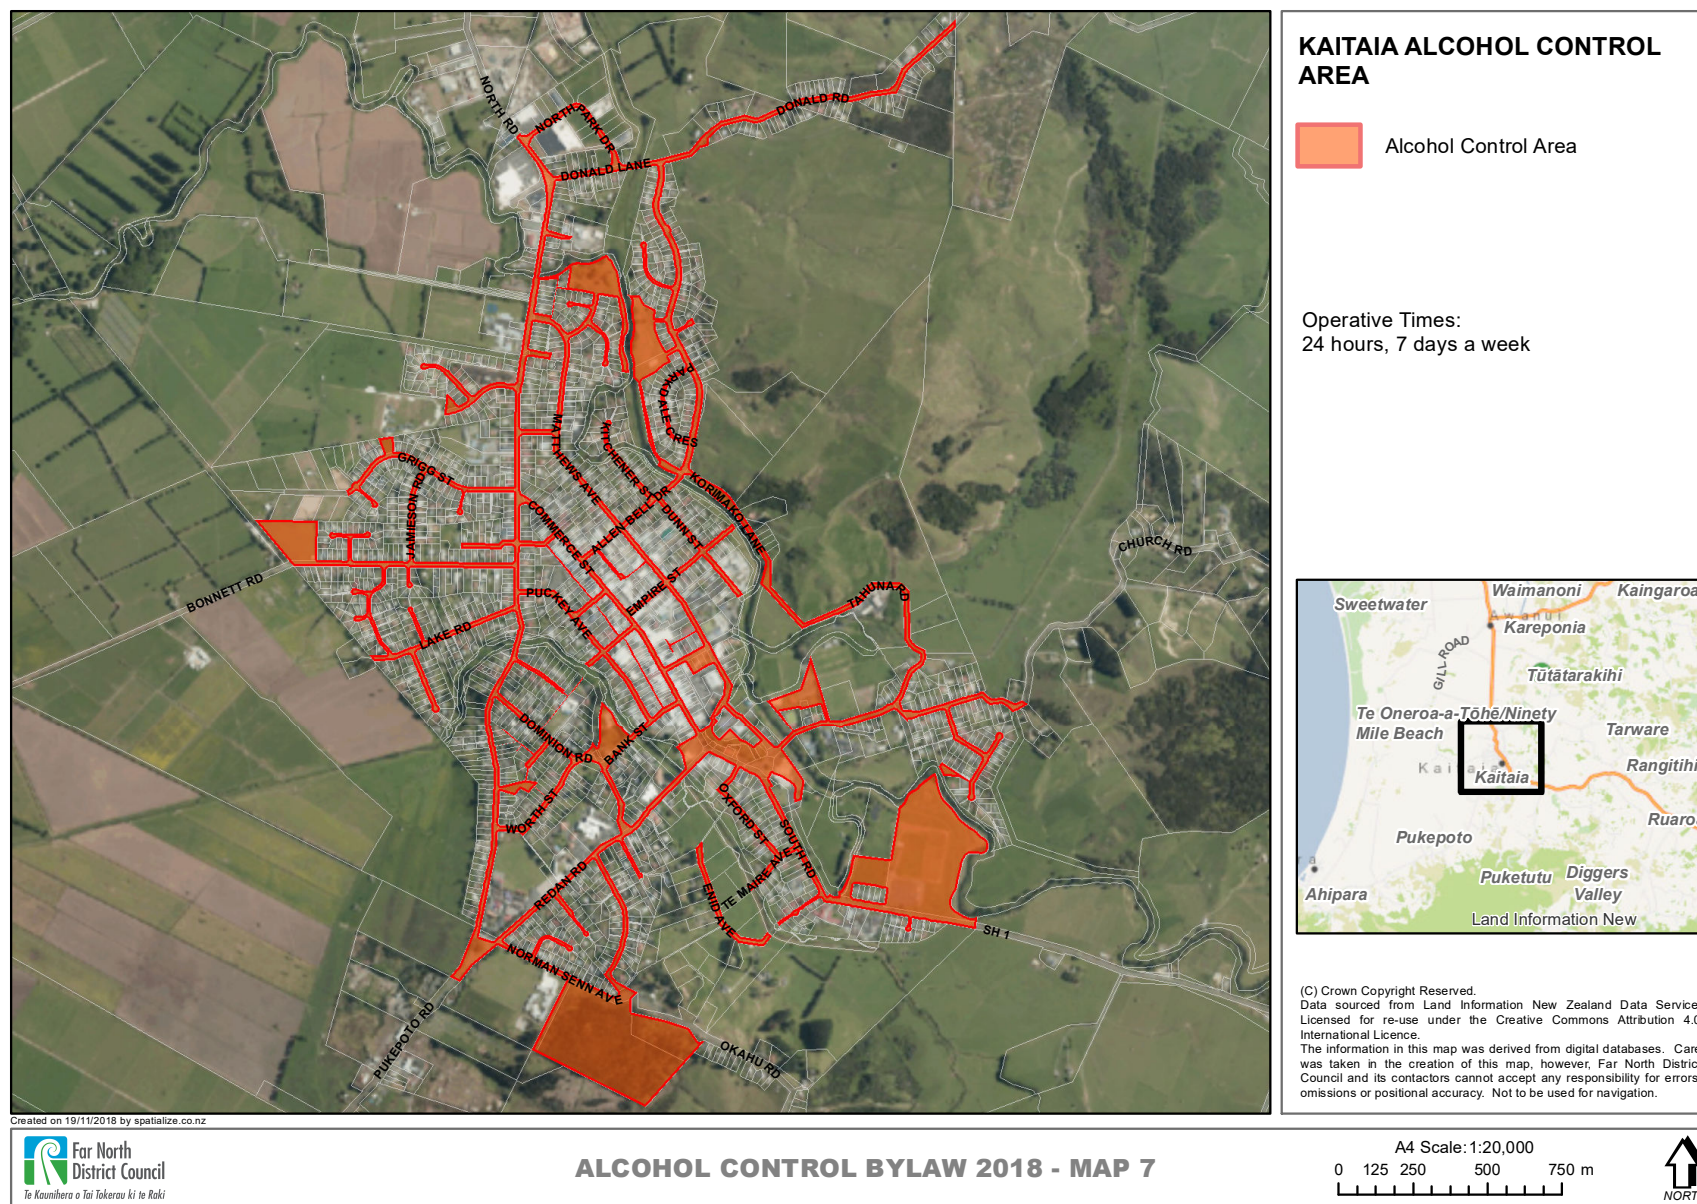 KAITAIA ALCOHOL CONTROL
AREA
Alcohol Control Area
Operative Times:
24 hours, 7 days a week
NORTH RD
NORTH PARK DR
DONALD RD
DONALD LANE
PARKDALE CRES
MATTHEWS AVE
KITCHENER ST
GRIGG ST
JAMIESON RD
KORIMAKO LANE
COMMERCE ST
ALLEN BELL DR
DUNN ST
CHURCH RD
BONNETT RD
EMPIRE ST
PUCKEY AVE
TAHUNA RD
LAKE RD
DOMINION RD
BANK ST
OXFORD ST
SOUTH RD
WORTH ST
TE MAIRE AVE
REDAN RD
ENID AVE
SH 1
NORMAN SENN AVE
PUKEPOTO RD
OKAHU RD
Sweetwater
Waimanoni
Kaingaroa
Awanui
Kareponia
GILL ROAD
Tūtātarakihi
Te Oneroa-a-Tōhē/Ninety
Mile Beach
Tarware
Kaitaia
Kaitaia
Rangitihi
Pukepoto
Ruaro
Puketutu
Diggers
Valley
Ahipara
Land Information New
(C) Crown Copyright Reserved.
Data sourced from Land Information New Zealand Data Service
Licensed for re-use under the Creative Commons Attribution 4.0
International Licence.
The information in this map was derived from digital databases. Care
was taken in the creation of this map, however, Far North District
Council and its contactors cannot accept any responsibility for errors
omissions or positional accuracy. Not to be used for navigation.
Created on 19/11/2018 by spatialize.co.nz
Far North
District Council
Te Kaunihera o Tai Tokerau ki te Raki
ALCOHOL CONTROL BYLAW 2018 - MAP 7
A4 Scale: 1:20,000
0 125 250 500 750 m
NORTH